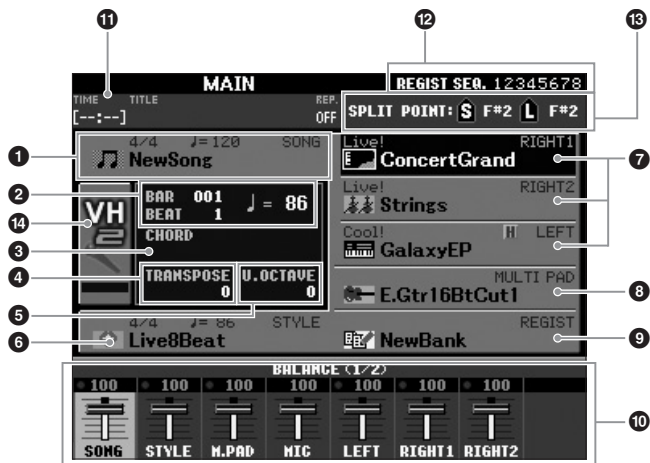 11
12
13
MAIN
REGIST SEQ. 12345678
TIME TITLE REP.
[--:--] OFF
SPLIT POINT: S F#2 L F#2
1
4/4 ♩=120 SONG
NewSong
Live! RIGHT1
ConcertGrand
7
2
BAR 001
BEAT 1
♩ = 86
Live! RIGHT2
Strings
14
VH
2
3
CHORD
Cool! H LEFT
GalaxyEP
4
TRANSPOSE
0
U.OCTAVE
0
MULTI PAD
E.Gtr16BtCut1
8
5
6
4/4 ♩= 86 STYLE
Live8Beat
REGIST
NewBank
9
BALANCE (1/2)
100 100 100 100 100 100 100
10
SONG STYLE M.PAD MIC LEFT RIGHT1 RIGHT2